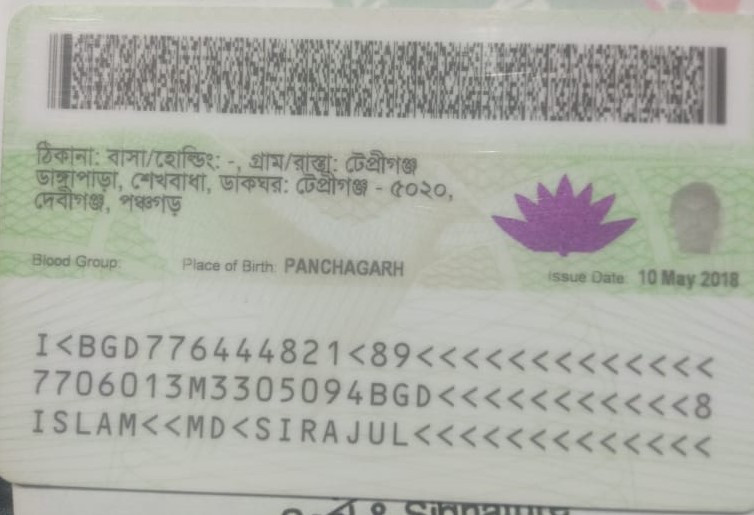 ঠিকানা: বাসা/হোল্ডিং: -, গ্রাম/রাস্তা: টেপ্রীগঞ্জ
ডাঙ্গাপাড়া, শেখবাধা, ডাকঘর: টেপ্রীগঞ্জ - ৫০২০,
দেবীগঞ্জ, পঞ্চগড়
Blood Group: Place of Birth: PANCHAGARH Issue Date: 10 May 2018
I<BGD776444821<89<<<<<<<<<<<<<
7706013M3305094BGD<<<<<<<<<<<8
ISLAM<<MD<SIRAJUL<<<<<<<<<<<<<